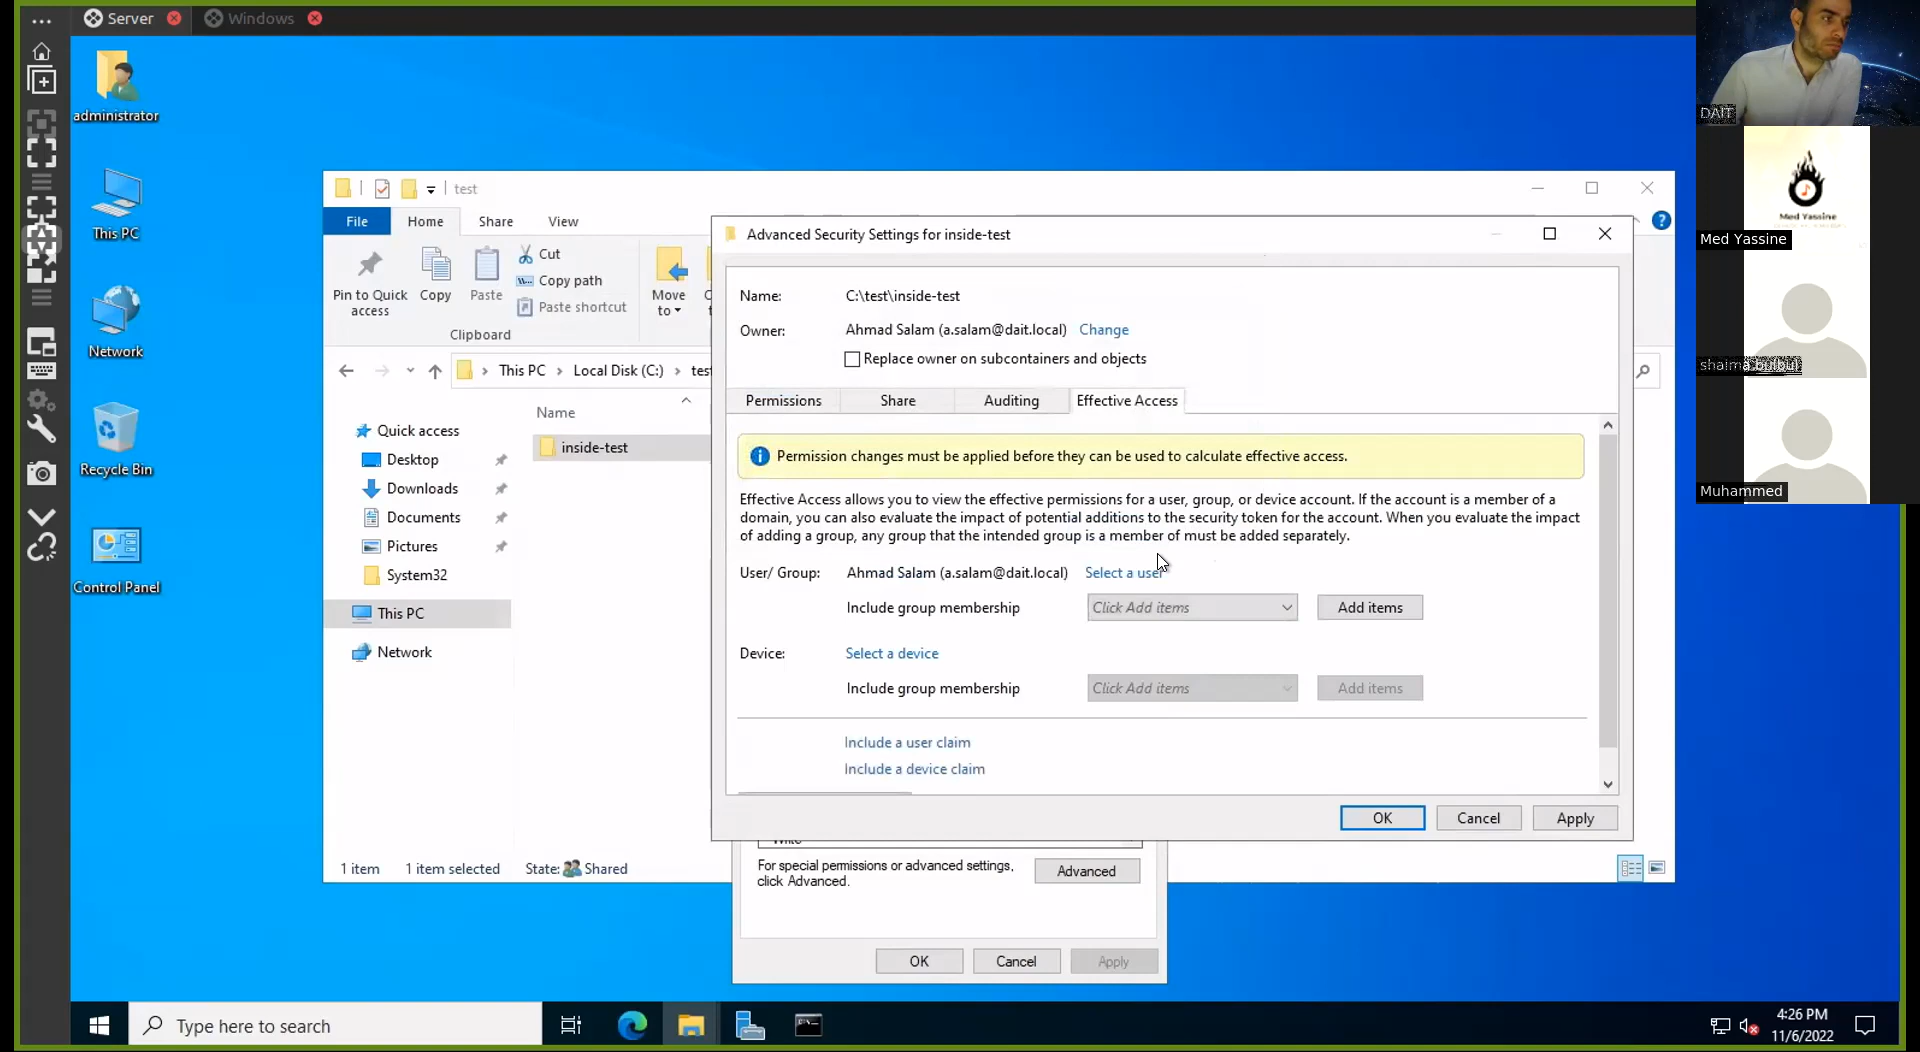 Server
Windows
administrator
This PC
Network
Recycle Bin
Control Panel
test
File
Home
Share
View
Pin to Quick
access
Copy
Paste
Cut
Copy path
Paste shortcut
Clipboard
Move
to
This PC
Local Disk (C:)
test
Name
inside-test
Quick access
Desktop
Downloads
Documents
Pictures
System32
This PC
Network
1 item
1 item selected
State:
Shared
Advanced Security Settings for inside-test
Name:
C:\test\inside-test
Owner:
Ahmad Salam (a.salam@dait.local)
Change
Replace owner on subcontainers and objects
Permissions
Share
Auditing
Effective Access
Permission changes must be applied before they can be used to calculate effective access.
Effective Access allows you to view the effective permissions for a user, group, or device account. If the account is a member of a
domain, you can also evaluate the impact of potential additions to the security token for the account. When you evaluate the impact
of adding a group, any group that the intended group is a member of must be added separately.
User/ Group:
Ahmad Salam (a.salam@dait.local)
Select a user
Include group membership
Click Add items
Add items
Device:
Select a device
Include group membership
Click Add items
Add items
Include a user claim
Include a device claim
OK
Cancel
Apply
For special permissions or advanced settings,
click Advanced.
Advanced
OK
Cancel
Apply
Type here to search
4:26 PM
11/6/2022
DAIT
Med Yassine
Med Yassine
shaima bulbul
Muhammed